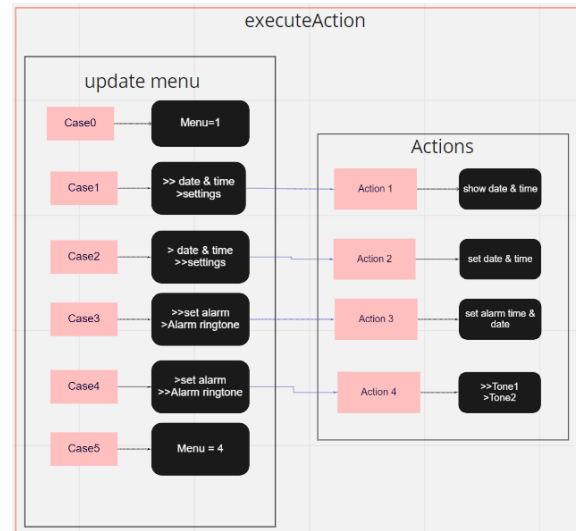 executeAction
update menu
Case0
Menu=1
Actions
Case1
>> date & time
>settings
Action 1
show date & time
Case2
> date & time
>>settings
Action 2
set date & time
Case3
>>set alarm
>Alarm ringtone
Action 3
set alarm time &
date
Case4
>set alarm
>>Alarm ringtone
Action 4
>>Tone1
>Tone2
Case5
Menu = 4